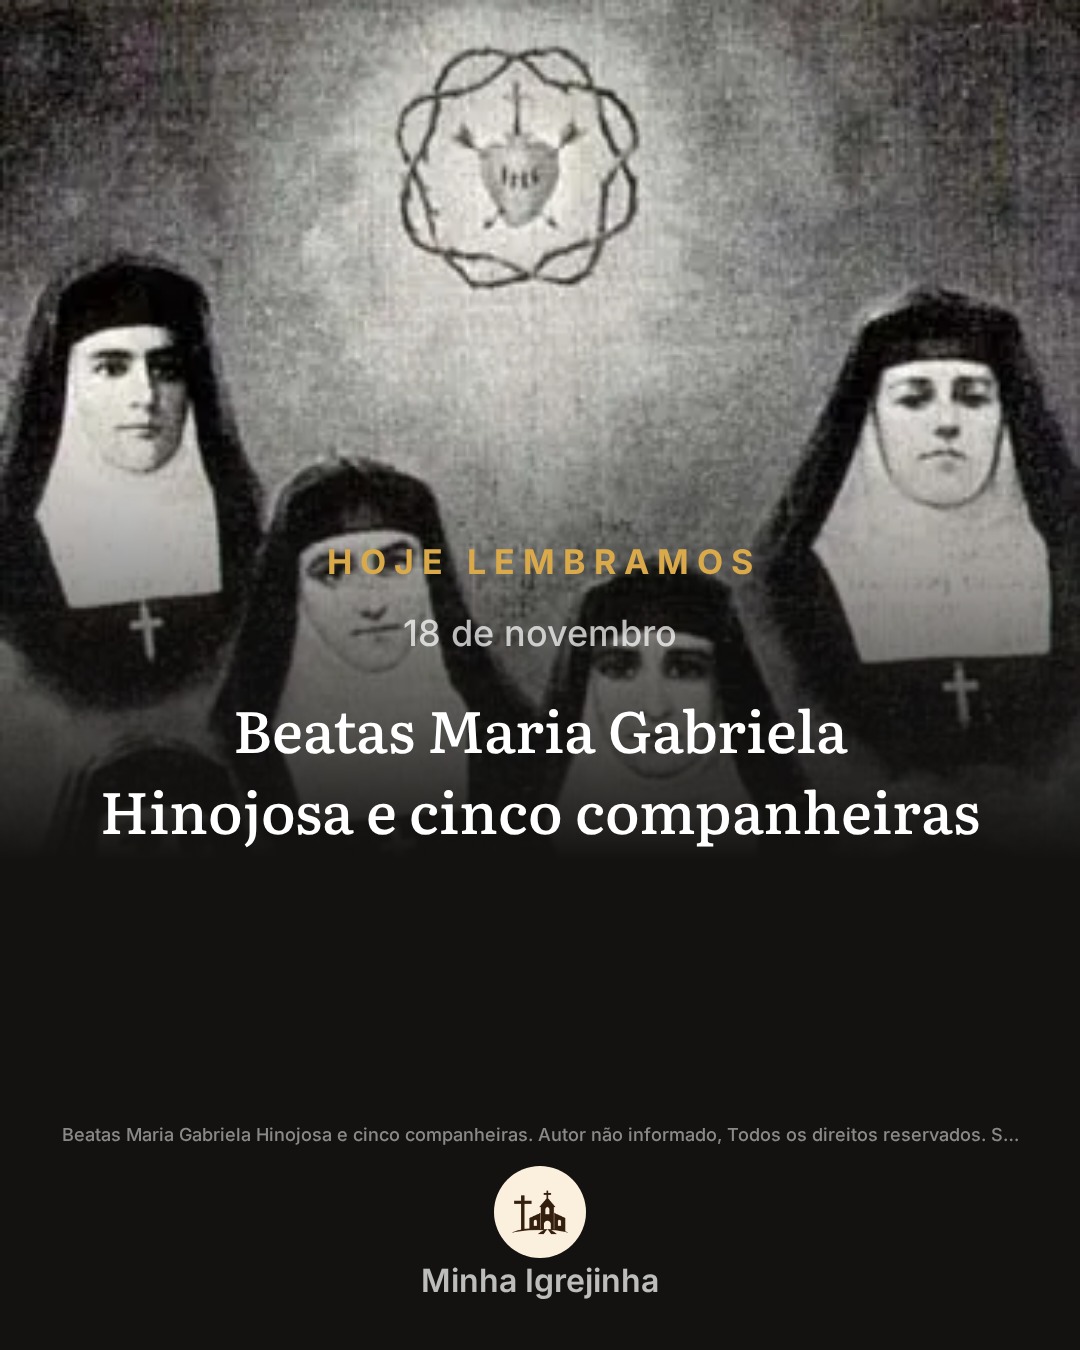 HOJE LEMBRAMOS
18 de novembro
Beatas Maria Gabriela
Hinojosa e cinco companheiras
Beatas Maria Gabriela Hinojosa e cinco companheiras. Autor não informado, Todos os direitos reservados. S...
Minha Igrejinha